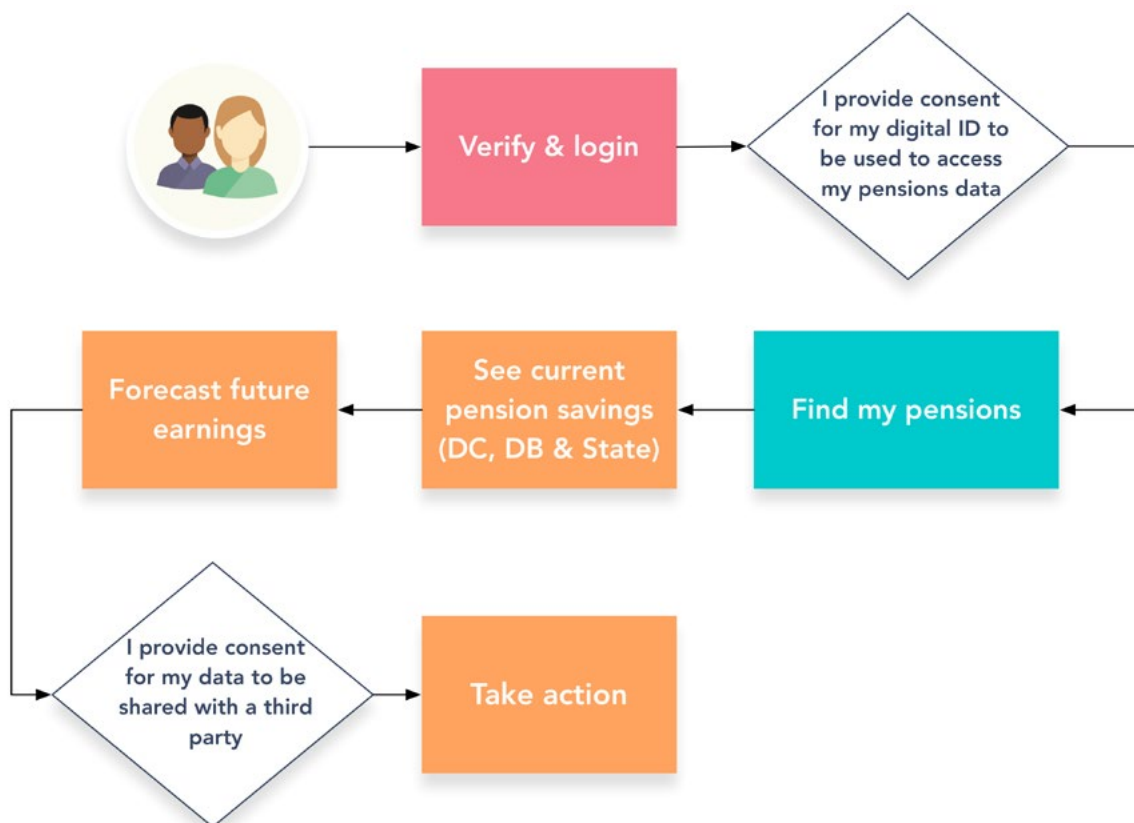 Verify & login
I provide consent
for my digital ID to
be used to access
my pensions data
Find my pensions
See current
pension savings
(DC, DB & State)
Forecast future
earnings
I provide consent
for my data to be
shared with a third
party
Take action